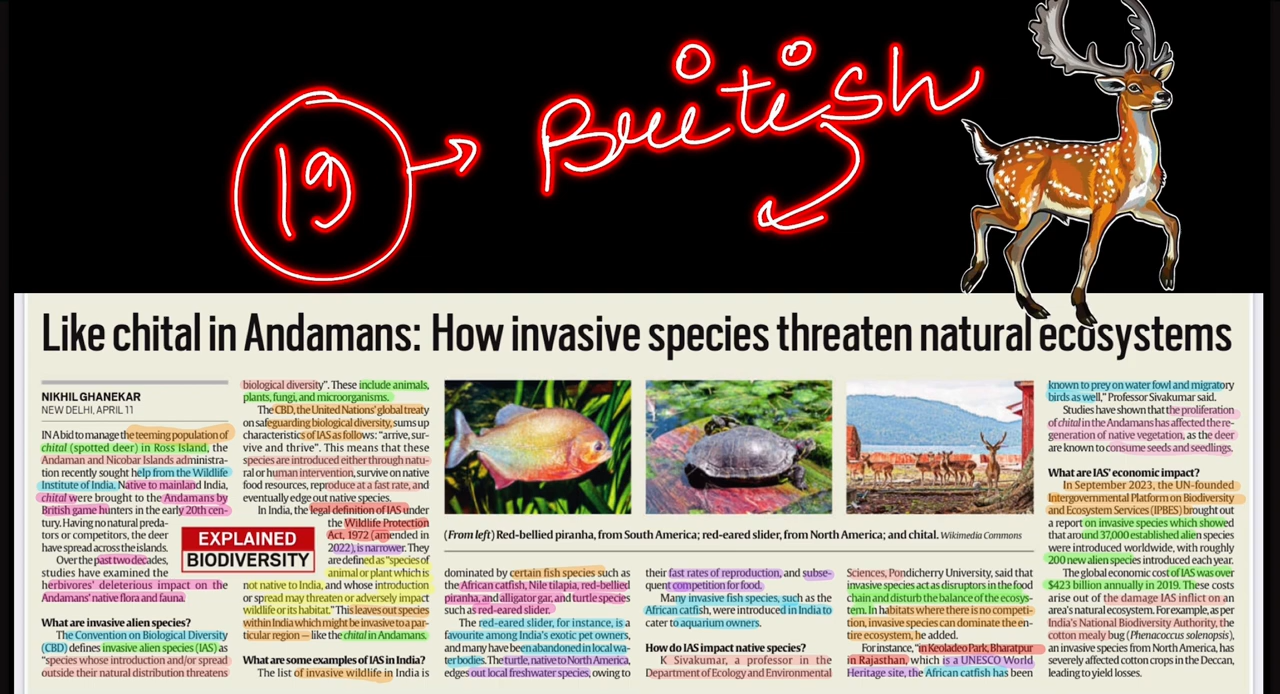 19
British
Like chital in Andamans: How invasive species threaten natural ecosystems
NIKHIL GHANEKAR
NEW DELHI, APRIL 11
IN A bid to manage the teeming population of
chital (spotted deer) in Ross Island, the
Andaman and Nicobar Islands administra-
tion recently sought help from the Wildlife
Institute of India. Native to mainland India,
chital were brought to the Andamans by
British game hunters in the early 20th cen-
tury. Having no natural preda-
tors or competitors, the deer
have spread across the islands.
Over the past two decades,
studies have examined the
herbivores' deleterious impact on the
Andamans' native flora and fauna.
What are invasive alien species?
The Convention on Biological Diversity
(CBD) defines invasive alien species (IAS) as
"species whose introduction and/or spread
outside their natural distribution threatens
EXPLAINED
BIODIVERSITY
biological diversity". These include animals,
plants, fungi, and microorganisms.
The CBD, the United Nations' global treaty
on safeguarding biological diversity, sums up
characteristics of IAS as follows: "arrive, sur-
vive and thrive". This means that these
species are introduced either through natu-
ral or human intervention, survive on native
food resources, reproduce at a fast rate, and
eventually edge out native species.
In India, the legal definition of IAS under
the Wildlife Protection
Act, 1972 (amended in
2022), is narrower. They
are defined as "species of
animal or plant which is
not native to India, and whose introduction
or spread may threaten or adversely impact
wildlife or its habitat." This leaves out species
within India which might be invasive to a par-
ticular region — like the chital in Andamans.
What are some examples of IAS in India?
The list of invasive wildlife in India is
(From left) Red-bellied piranha, from South America; red-eared slider, from North America; and chital. Wikimedia Commons
dominated by certain fish species such as
the African catfish, Nile tilapia, red-bellied
piranha, and alligator gar, and turtle species
such as red-eared slider.
The red-eared slider, for instance, is a
favourite among India's exotic pet owners,
and many have been abandoned in local wa-
ter bodies. The turtle, native to North America,
edges out local freshwater species, owing to
their fast rates of reproduction, and subse-
quent competition for food.
Many invasive fish species, such as the
African catfish, were introduced in India to
cater to aquarium owners.
How do IAS impact native species?
K Sivakumar, a professor in the
Department of Ecology and Environmental
Sciences, Pondicherry University, said that
invasive species act as disruptors in the food
chain and disturb the balance of the ecosys-
tem. In habitats where there is no competi-
tion, invasive species can dominate the en-
tire ecosystem, he added.
For instance, "in Keoladeo Park, Bharatpur
in Rajasthan, which is a UNESCO World
Heritage site, the African catfish has been
known to prey on water fowl and migratory
birds as well," Professor Sivakumar said.
Studies have shown that the proliferation
of chital in the Andamans has affected the re-
generation of native vegetation, as the deer
are known to consume seeds and seedlings.
What are IAS' economic impact?
In September 2023, the UN-founded
Intergovernmental Platform on Biodiversity
and Ecosystem Services (IPBES) brought out
a report on invasive species which showed
that around 37,000 established alien species
were introduced worldwide, with roughly
200 new alien species introduced each year.
The global economic cost of IAS was over
$423 billion annually in 2019. These costs
arise out of the damage IAS inflict on an
area's natural ecosystem. For example, as per
India's National Biodiversity Authority, the
cotton mealy bug (Phenacoccus solenopsis),
an invasive species from North America, has
severely affected cotton crops in the Deccan,
leading to yield losses.